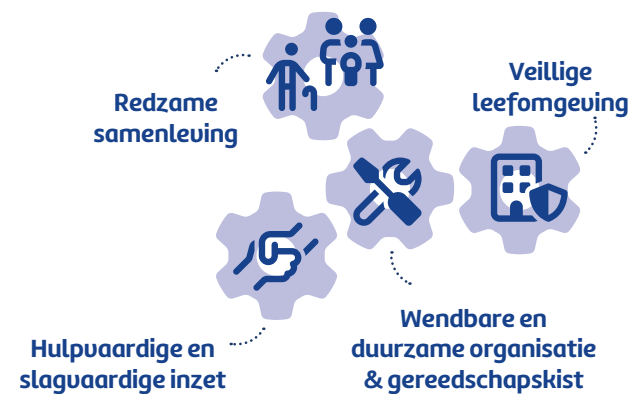 Redzame
samenleving
Veillige
leefomgeving
Hulpvaardige en
slagvaardige inzet
Wendbare en
duurzame organisatie
& gereedschapskist